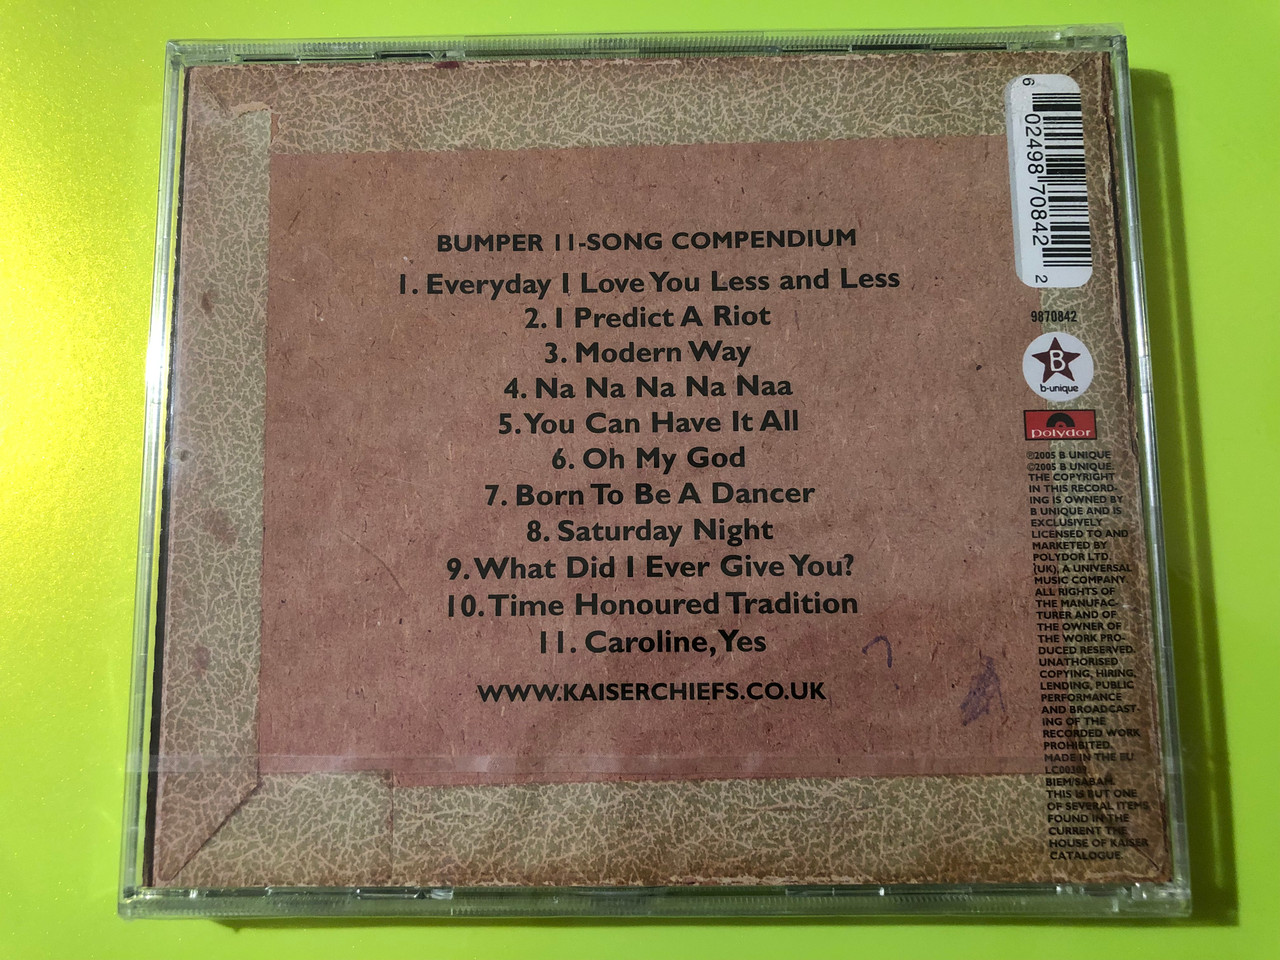 BUMPER 11-SONG COMPENDIUM
1. Everyday I Love You Less and Less
2. I Predict A Riot
3. Modern Way
4. Na Na Na Na Naa
5. You Can Have It All
6. Oh My God
7. Born To Be A Dancer
8. Saturday Night
9. What Did I Ever Give You?
10. Time Honoured Tradition
11. Caroline, Yes
WWW.KAISERCHIEFS.CO.UK
6 02498 70842 2
9870842
B
b-unique
polydor
℗2005 B UNIQUE
©2005 B UNIQUE.
THE COPYRIGHT
IN THIS RECORD-
ING IS OWNED BY
B UNIQUE AND IS
EXCLUSIVELY
LICENSED TO AND
MARKETED BY
POLYDOR LTD.
(UK), A UNIVERSAL
MUSIC COMPANY.
ALL RIGHTS OF
THE MANUFAC-
TURER AND OF
THE OWNER OF
THE WORK PRO-
DUCED RESERVED.
UNATHORISED
COPYING, HIRING,
LENDING, PUBLIC
PERFORMANCE
AND BROADCAST-
ING OF THE
RECORDED WORK
PROHIBITED.
MADE IN THE EU.
LC00309
BIEM/SABAM.
THIS IS BUT ONE
OF SEVERAL ITEMS
FOUND IN THE
CURRENT THE
HOUSE OF KAISER
CATALOGUE.